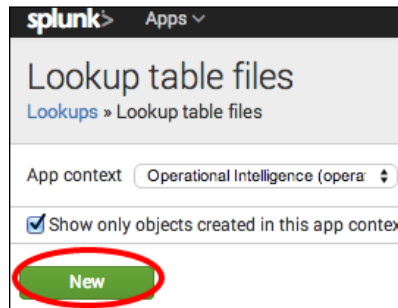 splunk> Apps
Lookup table files
Lookups » Lookup table files
App context Operational Intelligence (opera
Show only objects created in this app contex
New